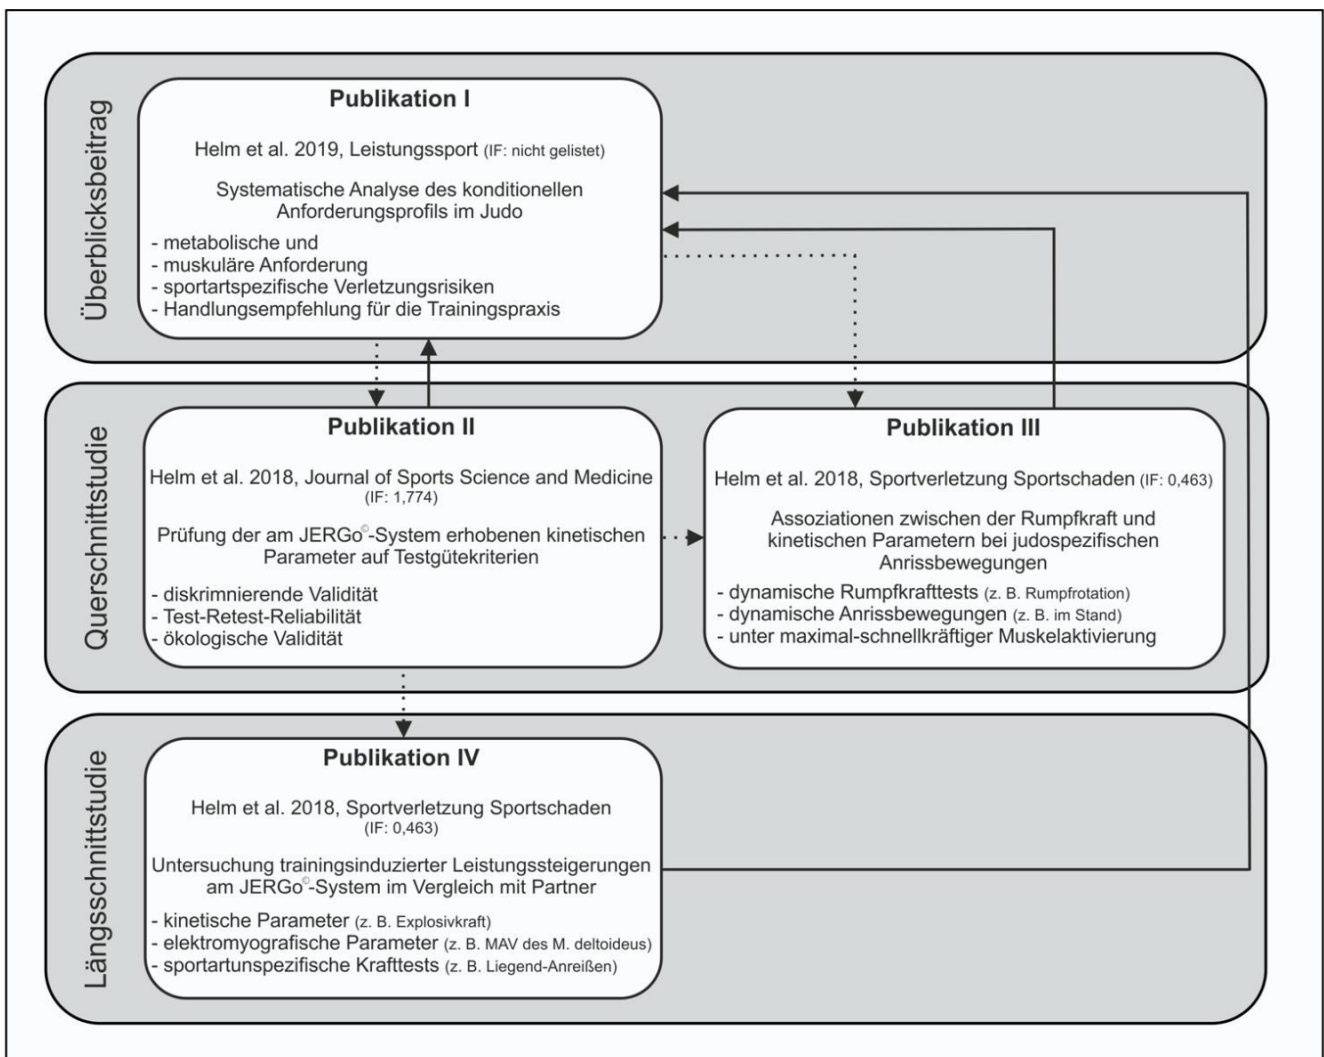 Überblicksbeitrag
Publikation I
Helm et al. 2019, Leistungssport (IF: nicht gelistet)
Systematische Analyse des konditionellen
Anforderungsprofils im Judo
- metabolische und
- muskuläre Anforderung
- sportartspezifische Verletzungsrisiken
- Handlungsempfehlung für die Trainingspraxis
Querschnittstudie
Publikation II
Helm et al. 2018, Journal of Sports Science and Medicine
(IF: 1,774)
Prüfung der am JERGo©-System erhobenen kinetischen
Parameter auf Testgütekriterien
- diskrimnierende Validität
- Test-Retest-Reliabilität
- ökologische Validität
Publikation III
Helm et al. 2018, Sportverletzung Sportschaden (IF: 0,463)
Assoziationen zwischen der Rumpfkraft und
kinetischen Parametern bei judospezifischen
Anrissbewegungen
- dynamische Rumpfkrafttests (z. B. Rumpfrotation)
- dynamische Anrissbewegungen (z. B. im Stand)
- unter maximal-schnellkräftiger Muskelaktivierung
Längsschnittstudie
Publikation IV
Helm et al. 2018, Sportverletzung Sportschaden
(IF: 0,463)
Untersuchung trainingsinduzierter Leistungssteigerungen
am JERGo©-System im Vergleich mit Partner
- kinetische Parameter (z. B. Explosivkraft)
- elektromyografische Parameter (z. B. MAV des M. deltoideus)
- sportartunspezifische Krafttests (z. B. Liegend-Anreißen)